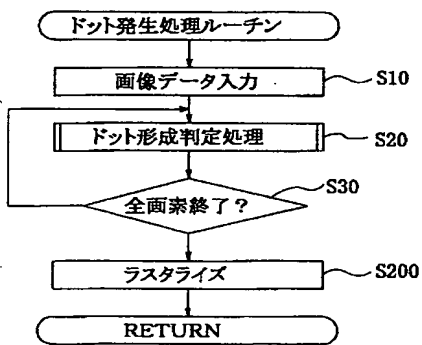 ドット発生処理ルーチン
画像データ入力 S10
ドット形成判定処理 S20
全画素終了? S30
ラスタライズ S200
RETURN